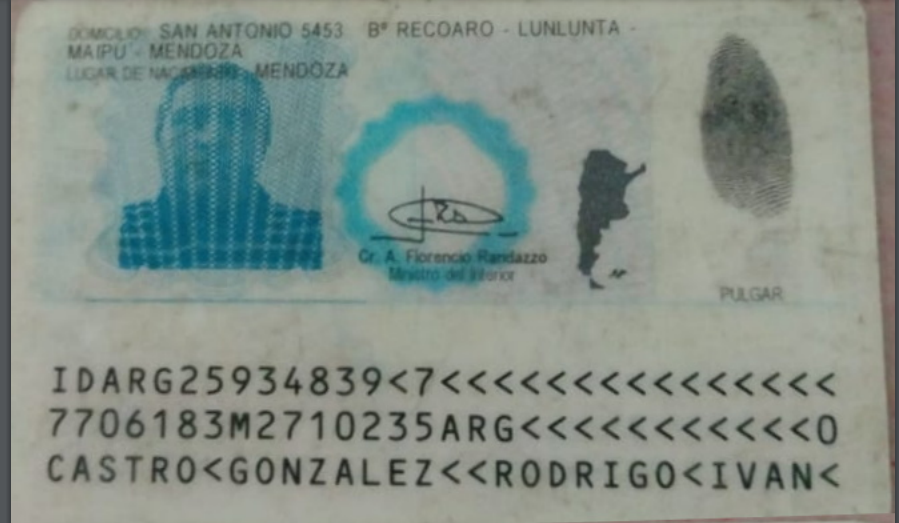 DOMICILIO: SAN ANTONIO 5453 Bº RECOARO - LUNLUNTA -
MAIPU - MENDOZA
LUGAR DE NACIMIENTO: MENDOZA
Cr. A. Florencio Randazzo
Ministro del Interior
PULGAR
IDARG25934839<7<<<<<<<<<<<<<<<
7706183M2710235ARG<<<<<<<<<<<0
CASTRO<GONZALEZ<<RODRIGO<IVAN<